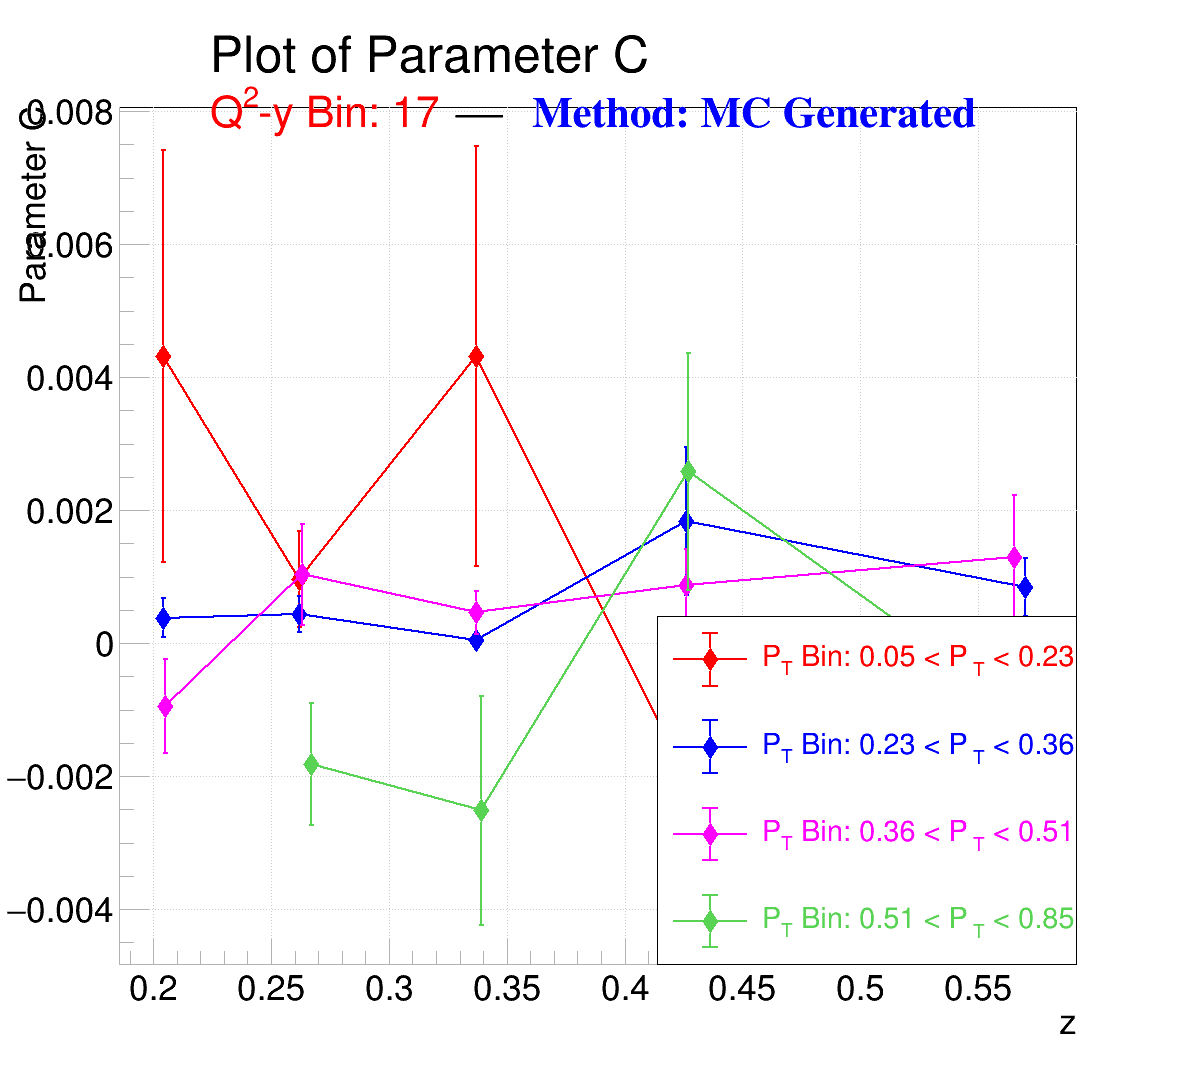 Plot of Parameter C
Q²-y Bin: 17 — Method: MC Generated
Parameter C
0.008
0.006
0.004
0.002
0
−0.002
−0.004
P_T Bin: 0.05 < P_T < 0.23
P_T Bin: 0.23 < P_T < 0.36
P_T Bin: 0.36 < P_T < 0.51
P_T Bin: 0.51 < P_T < 0.85
0.2 0.25 0.3 0.35 0.4 0.45 0.5 0.55
z